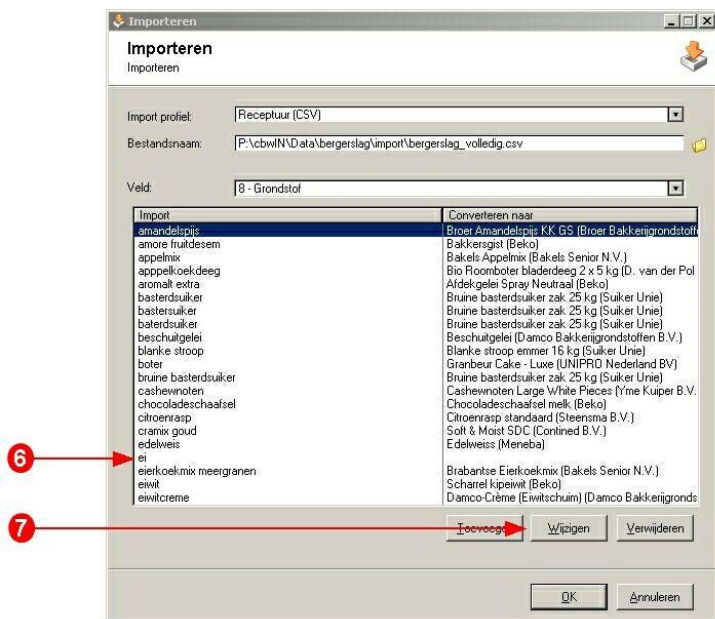 Importeren
Importeren
Importeren
Import profiel: Receptuur (CSV)
Bestandsnaam: P:\cbwIN\Data\bergerslag\import\bergerslag_volledig.csv
Veld: 8 - Grondstof
Import Converteren naar
amandelspijs Broer Amandelspijs KK GS (Broer Bakkerijgrondstoffe
amore fruitdesem Bakkersgist (Beko)
appelmix Bakels Appelmix (Bakels Senior N.V.)
apppelkoekdeeg Bio Roomboter bladerdeeg 2 x 5 kg (D. van der Pol
aromalt extra Afdekgelei Spray Neutraal (Beko)
basterdsuiker Bruine basterdsuiker zak 25 kg (Suiker Unie)
bastersuiker Bruine basterdsuiker zak 25 kg (Suiker Unie)
baterdsuiker Bruine basterdsuiker zak 25 kg (Suiker Unie)
beschuitgelei Beschuitgelei (Damco Bakkerijgrondstoffen B.V.)
blanke stroop Blanke stroop emmer 16 kg (Suiker Unie)
boter Granbeur Cake - Luxe (UNIPRO Nederland BV)
bruine basterdsuiker Bruine basterdsuiker zak 25 kg (Suiker Unie)
cashewnoten Cashewnoten Large White Pieces (Yme Kuiper B.V.
chocoladeschaafsel Chocoladeschaafsel melk (Beko)
citroenrasp Citroenrasp standaard (Steensma B.V.)
cramix goud Soft & Moist SDC (Contined B.V.)
edelweis Edelweiss (Meneba)
6 ei
eierkoekmix meergranen Brabantse Eierkoekmix (Bakels Senior N.V.)
eiwit Scharrel kipeiwit (Beko)
eiwitcreme Damco-Crème (Eiwitschuim) (Damco Bakkerijgronds
7 Toevoegen Wijzigen Verwijderen
OK Annuleren